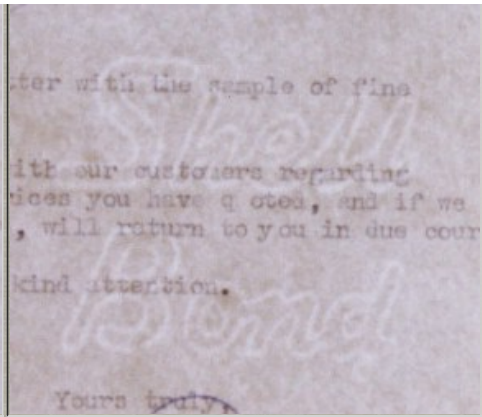 ter with the sample of fine
Shell
ith our customers regarding
ices you have q oted, and if we
, will return to you in due cour
kind attention.
Bond
Yours truly,